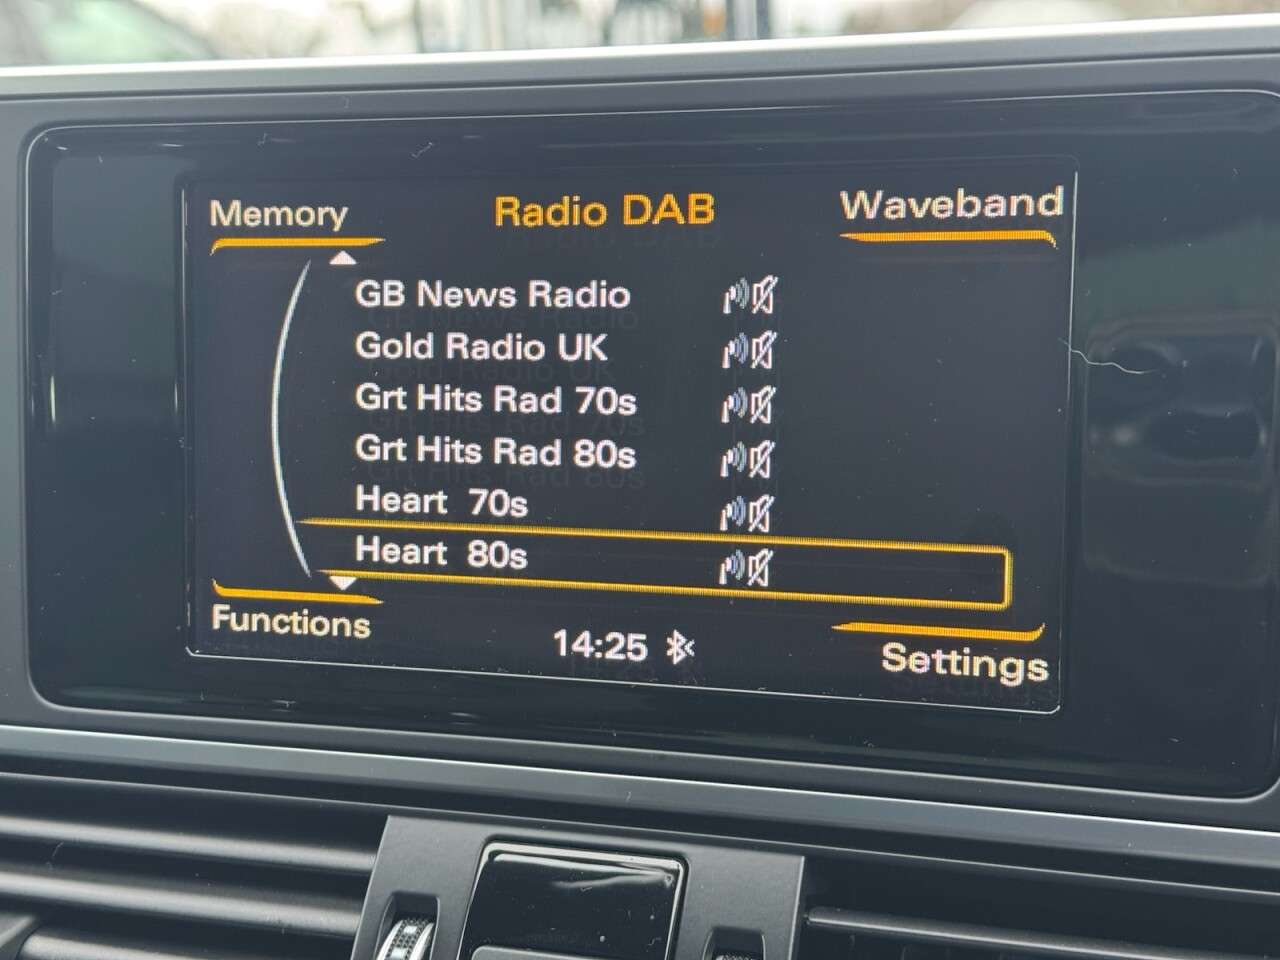 Memory
Radio DAB
Waveband
GB News Radio
Gold Radio UK
Grt Hits Rad 70s
Grt Hits Rad 80s
Heart 70s
Heart 80s
Functions
14:25
Settings